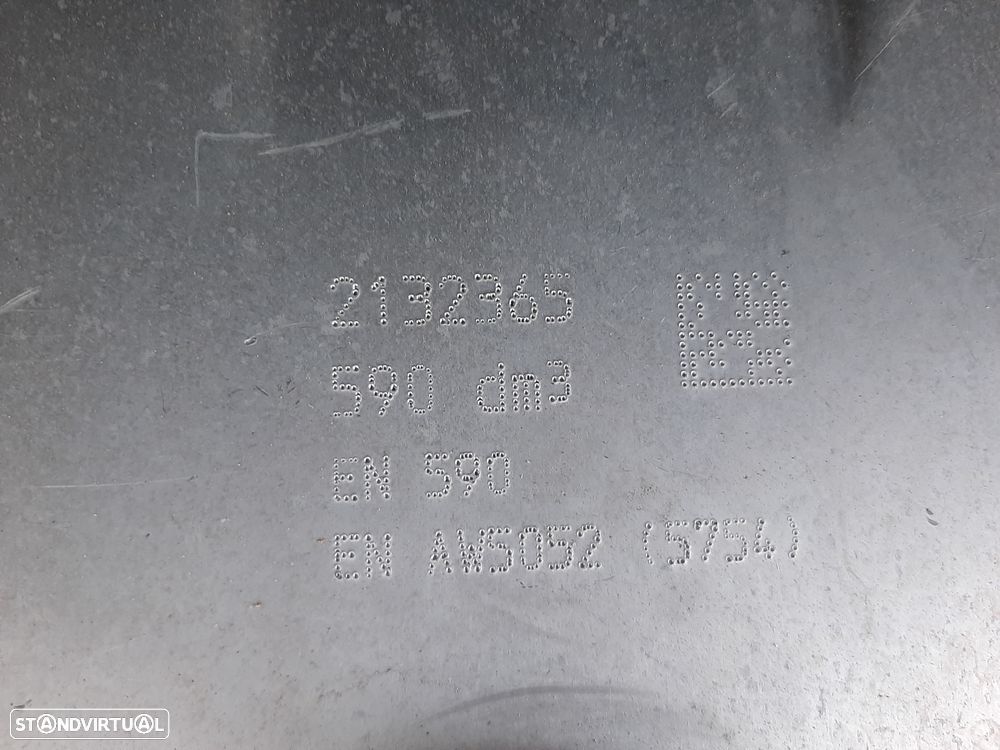 2132365
590 dm3
EN 590
EN AW5052 (5754)
STANDVIRTUAL